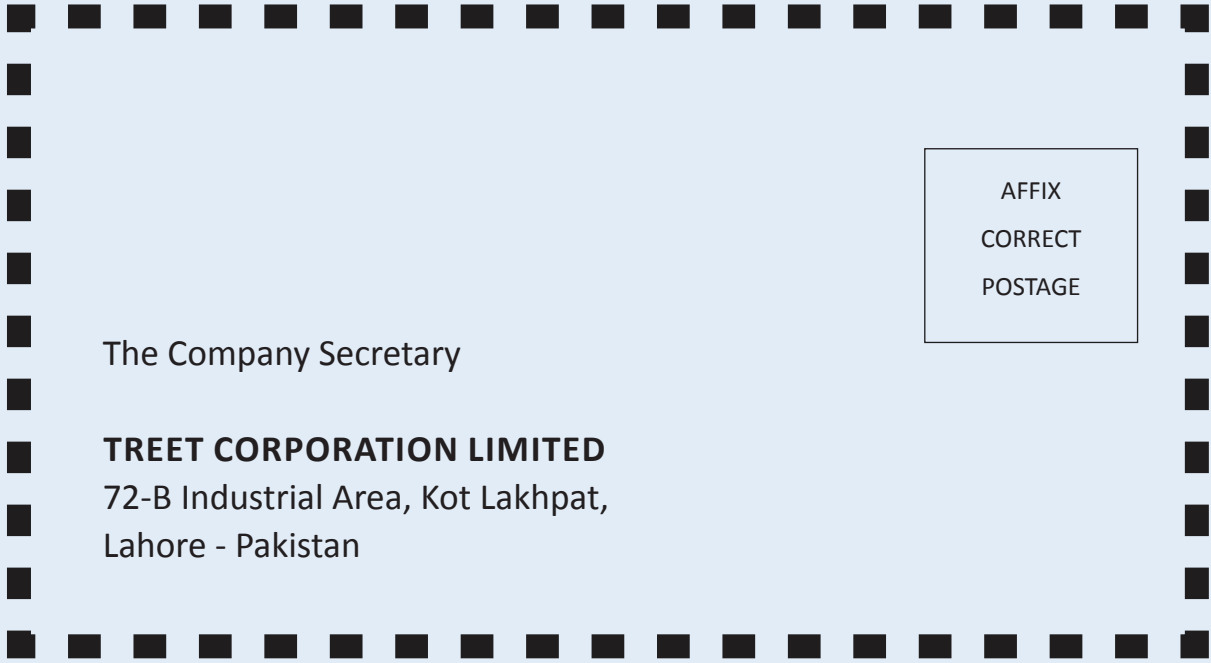 AFFIX
CORRECT
POSTAGE
The Company Secretary
TREET CORPORATION LIMITED
72-B Industrial Area, Kot Lakhpat,
Lahore - Pakistan